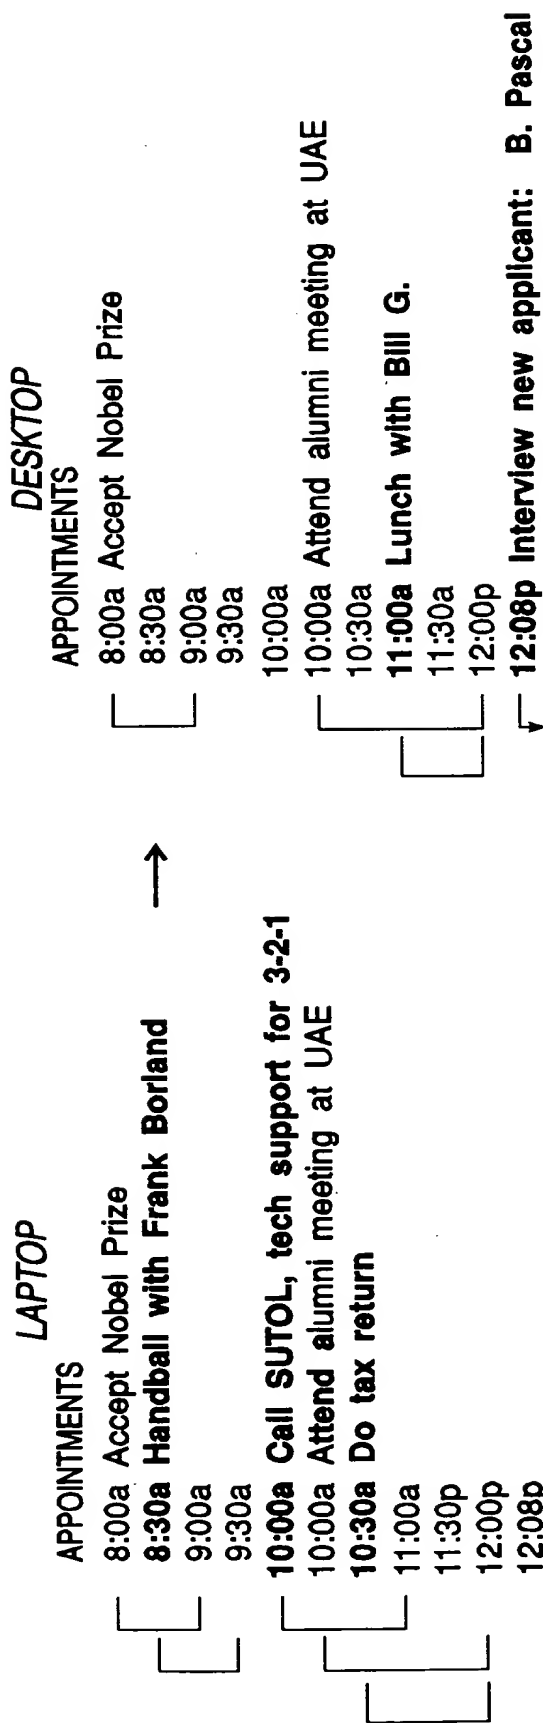 LAPTOP
APPOINTMENTS
8:00a Accept Nobel Prize
8:30a Handball with Frank Borland
9:00a
9:30a
10:00a Call SUTOL, tech support for 3-2-1
10:00a Attend alumni meeting at UAE
10:30a Do tax return
11:00a
11:30p
12:00p
12:08p
DESKTOP
APPOINTMENTS
8:00a Accept Nobel Prize
8:30a
9:00a
9:30a
10:00a
10:00a Attend alumni meeting at UAE
10:30a
11:00a Lunch with Bill G.
11:30a
12:00p
12:08p Interview new applicant: B. Pascal